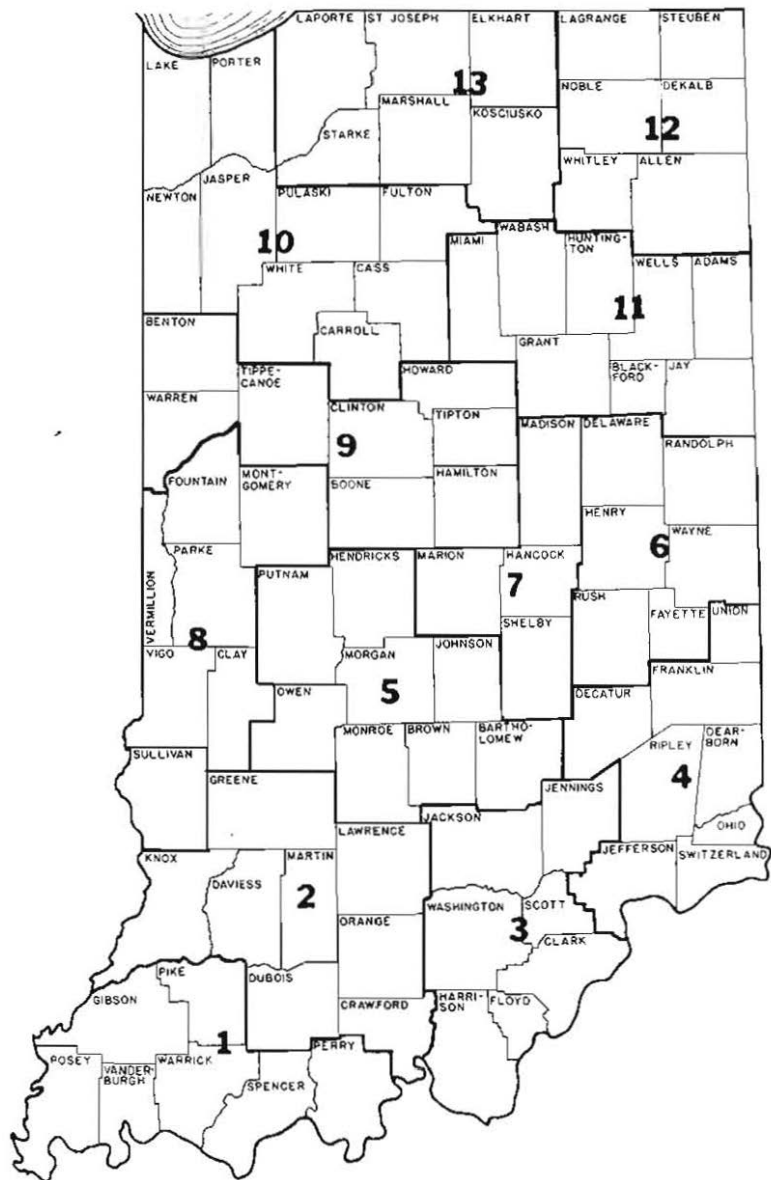 LAPORTE
ST JOSEPH
ELKHART
LAGRANGE
STEUBEN
LAKE
PORTER
13
NOBLE
DEKALB
MARSHALL
KOSCIUSKO
12
STARKE
WHITLEY
ALLEN
JASPER
NEWTON
PULASKI
FULTON
WABASH
HUNTING-
TON
MIAMI
10
WHITE
CASS
WELLS
ADAMS
11
BENTON
CARROLL
GRANT
BLACK-
FORD
JAY
TIPPE-
CANOE
HOWARD
WARREN
CLINTON
TIPTON
MADISON
DELAWARE
RANDOLPH
9
FOUNTAIN
MONT-
GOMERY
BOONE
HAMILTON
HENRY
WAYNE
6
PARKE
HENDRICKS
MARION
HANCOCK
PUTNAM
7
RUSH
VERMILLION
FAYETTE
UNION
SHELBY
8
VIGO
CLAY
MORGAN
JOHNSON
FRANKLIN
OWEN
5
DECATUR
MONROE
BROWN
BARTHO-
LOMEW
DEAR-
BORN
RIPLEY
SULLIVAN
4
GREENE
JENNINGS
JACKSON
OHIO
LAWRENCE
JEFFERSON
SWITZERLAND
KNOX
MARTIN
DAVIESS
2
WASHINGTON
SCOTT
ORANGE
3
CLARK
PIKE
DUBOIS
GIBSON
CRAWFORD
HARRI-
SON
FLOYD
1
POSEY
VANDER-
BURGH
WARRICK
PERRY
SPENCER